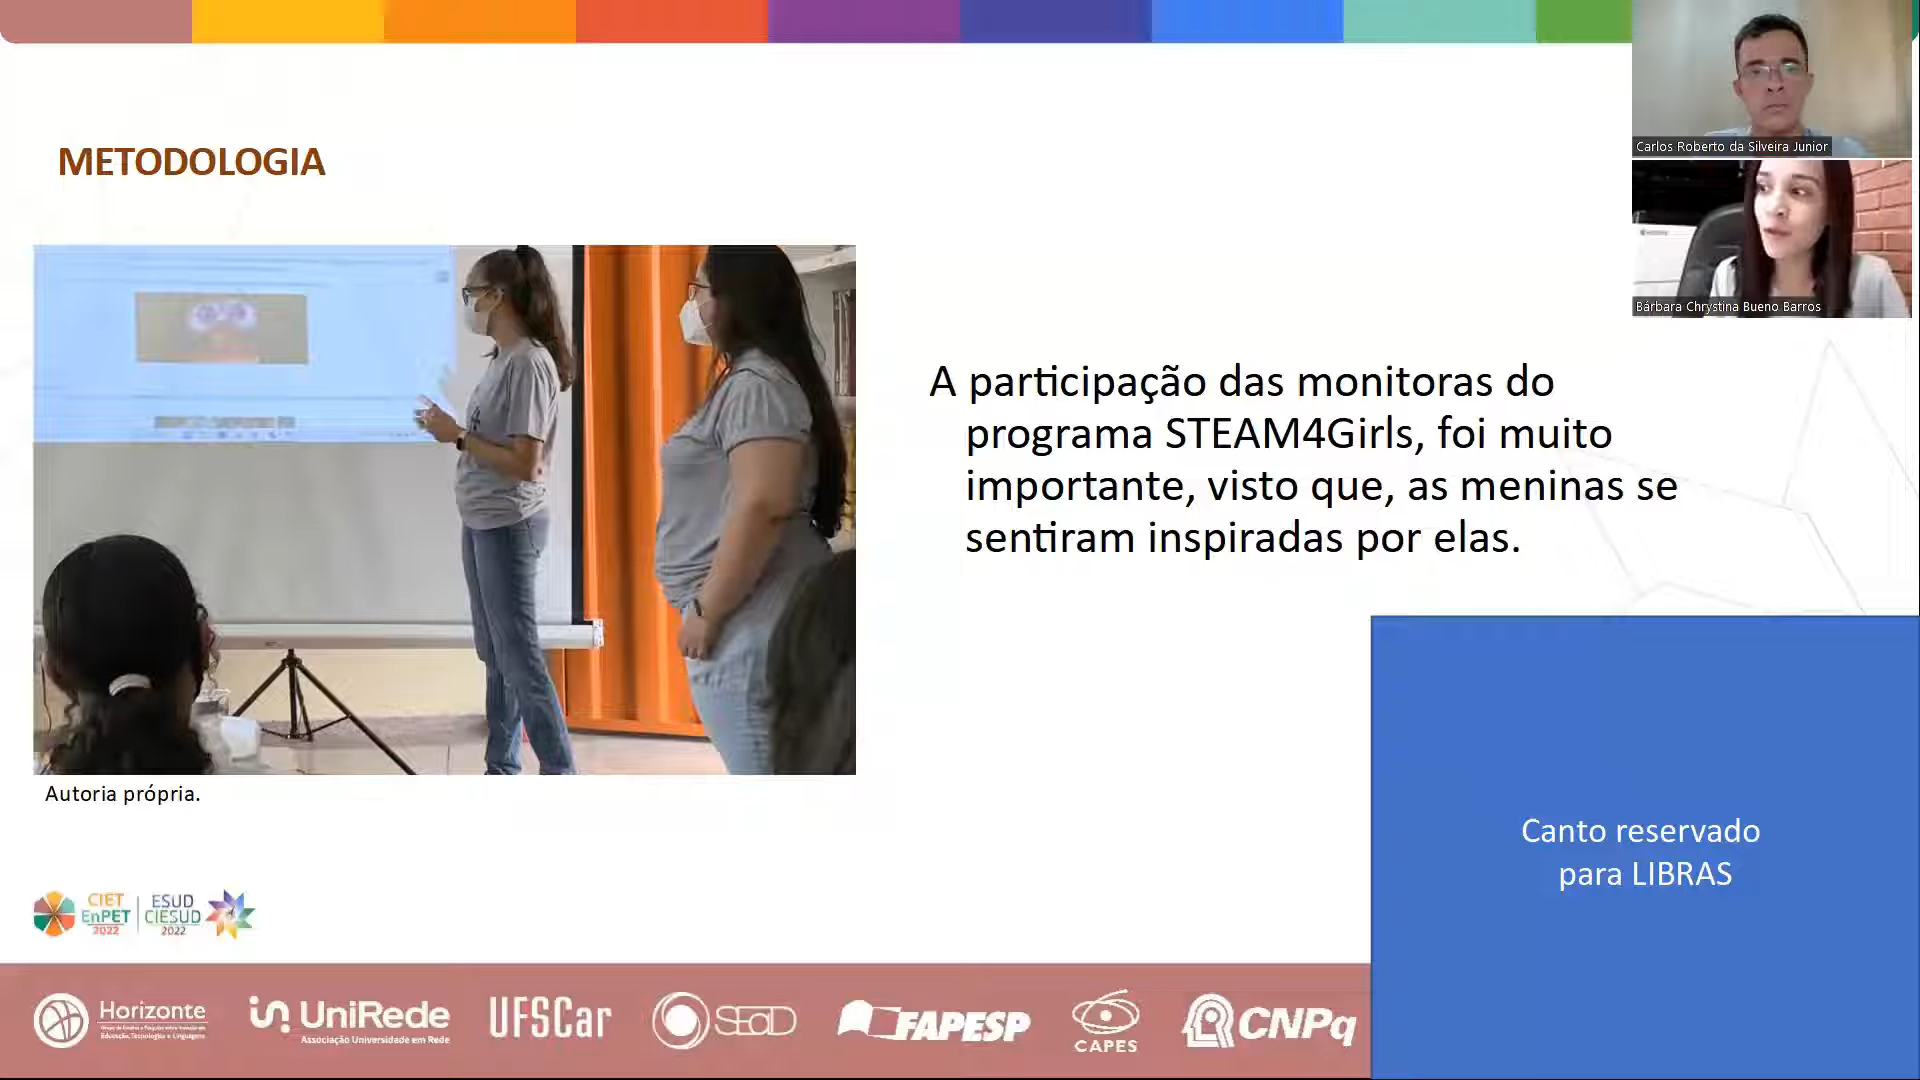 METODOLOGIA
Carlos Roberto da Silveira Junior
Bárbara Chrystina Bueno Barros
A participação das monitoras do
programa STEAM4Girls, foi muito
importante, visto que, as meninas se
sentiram inspiradas por elas.
Autoria própria.
Canto reservado
para LIBRAS
CIET
EnPET
2022
ESUD
CIESUD
2022
Horizonte
UniRede
Associação Universidade em Rede
UFSCar
SEaD
FAPESP
CAPES
CNPq